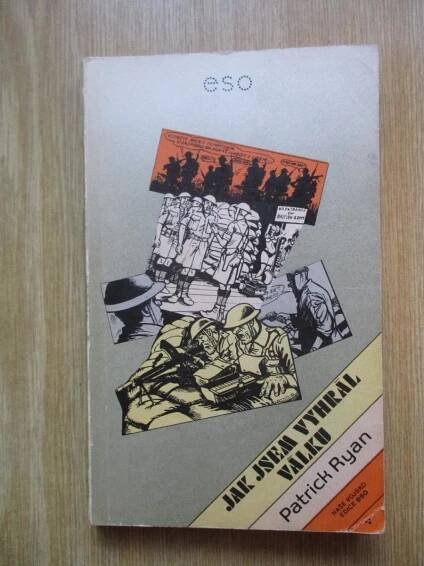 eso
JAK JSEM VYHRÁL
VÁLKU
Patrick Ryan
NAŠE VOJSKO
EDICE ESO